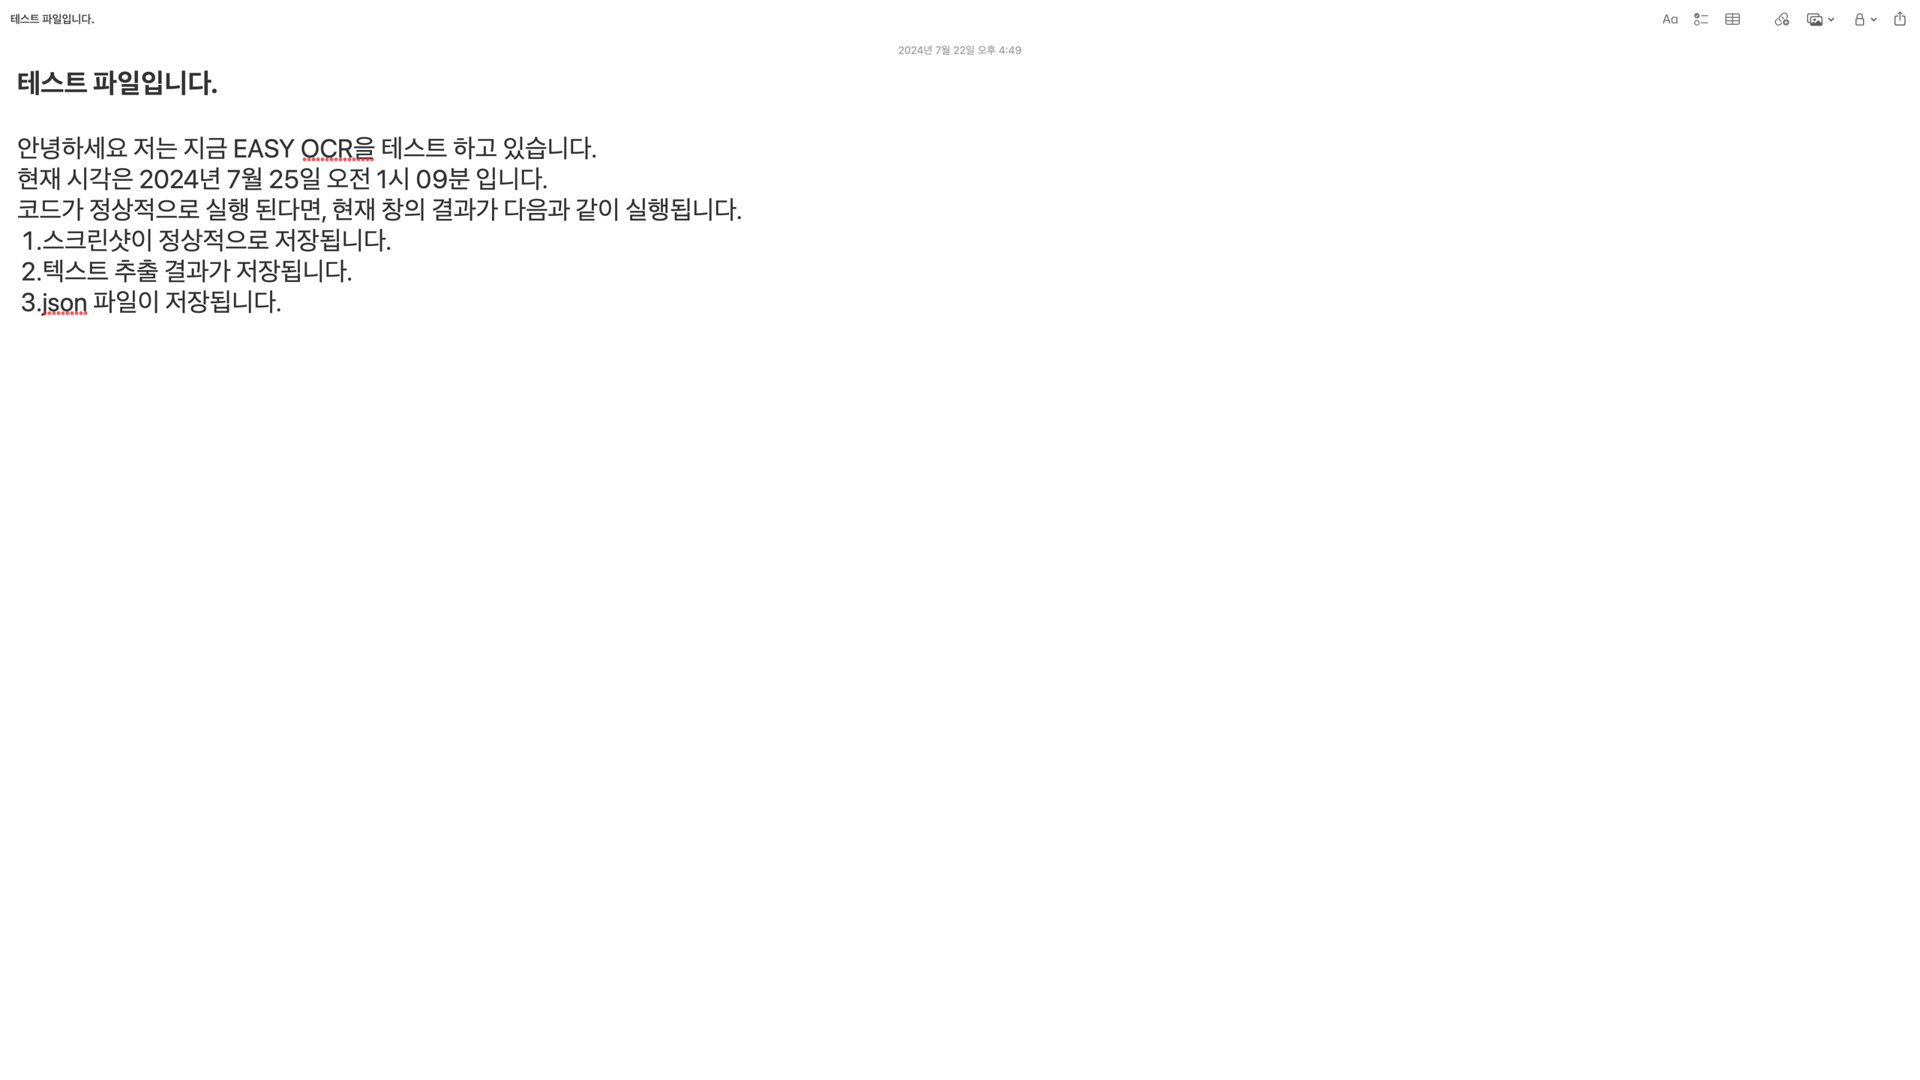 테스트 파일입니다.
Aa
2024년 7월 22일 오후 4:49
테스트 파일입니다.
안녕하세요 저는 지금 EASY OCR을 테스트 하고 있습니다.
현재 시각은 2024년 7월 25일 오전 1시 09분 입니다.
코드가 정상적으로 실행 된다면, 현재 창의 결과가 다음과 같이 실행됩니다.
1.스크린샷이 정상적으로 저장됩니다.
2.텍스트 추출 결과가 저장됩니다.
3.json 파일이 저장됩니다.